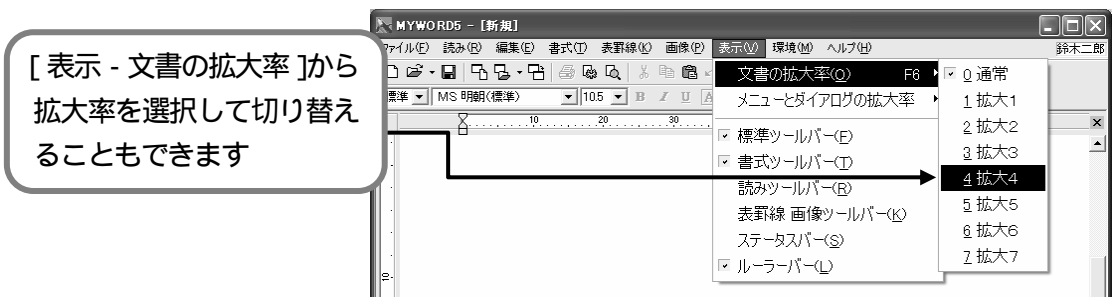 [ 表示 - 文書の拡大率 ]から
拡大率を選択して切り替え
ることもできます
MYWORD5 - [新規]
ファイル(F) 読み(R) 編集(E) 書式(T) 表罫線(K) 画像(P) 表示(V) 環境(M) ヘルプ(H) 鈴木二郎
標準 MS 明朝(標準) 10.5 B I U A
10 20 30
文書の拡大率(O) F6
メニューとダイアログの拡大率
標準ツールバー(F)
書式ツールバー(T)
読みツールバー(R)
表罫線 画像ツールバー(K)
ステータスバー(S)
ルーラーバー(L)
0 通常
1 拡大1
2 拡大2
3 拡大3
4 拡大4
5 拡大5
6 拡大6
7 拡大7
10